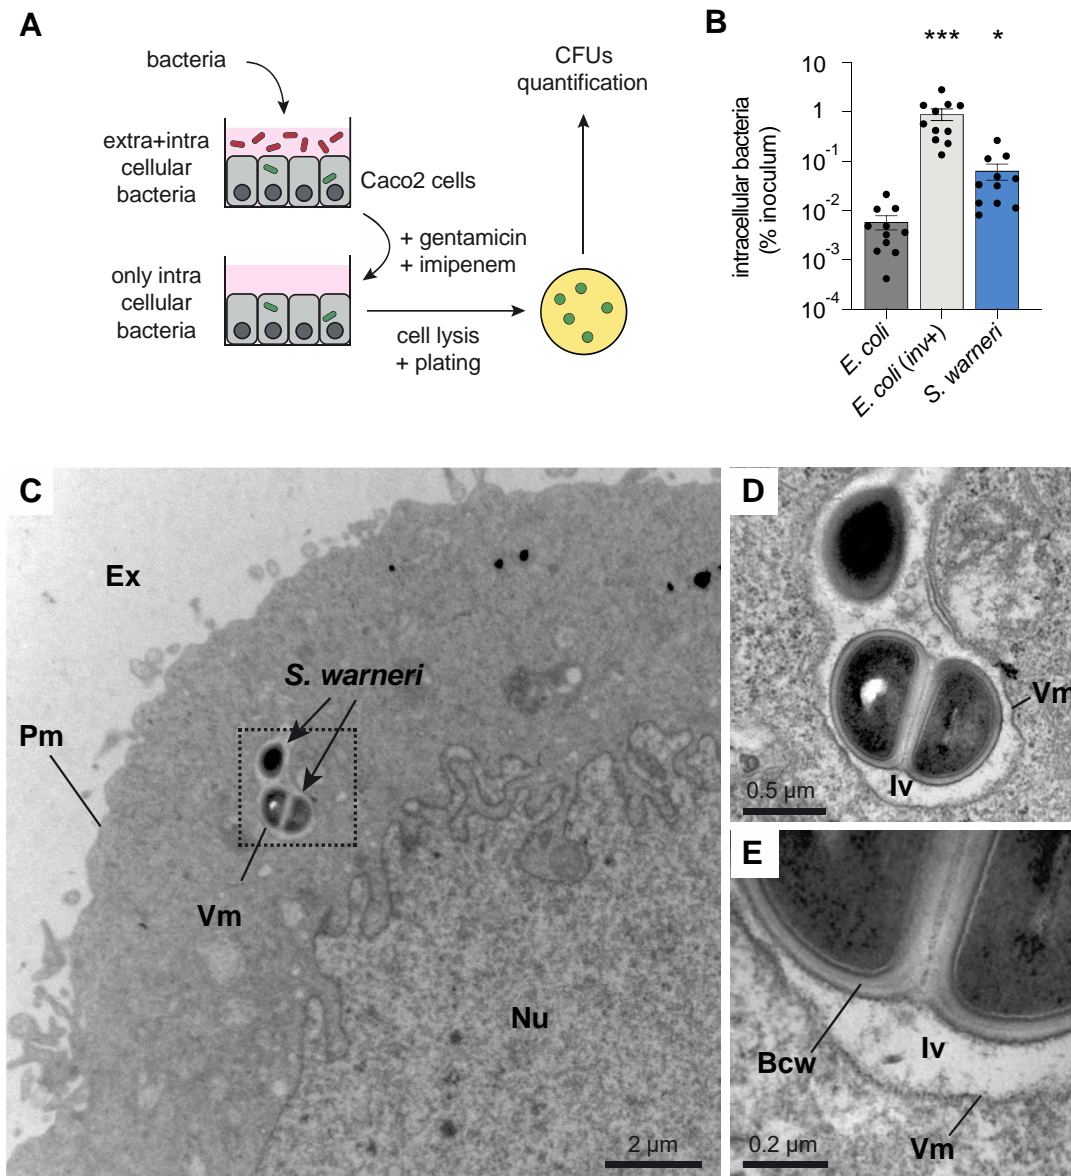 A
bacteria
extra+intra
cellular
bacteria
Caco2 cells
+ gentamicin
+ imipenem
only intra
cellular
bacteria
cell lysis
+ plating
CFUs
quantification
B
*** *
intracellular bacteria
(% inoculum)
10
1
10-1
10-2
10-3
10-4
E. coli
E. coli (inv+)
S. warneri
C
Ex
S. warneri
Pm
Vm
Nu
2 µm
D
Vm
Iv
0.5 µm
E
Iv
Bcw
Vm
0.2 µm